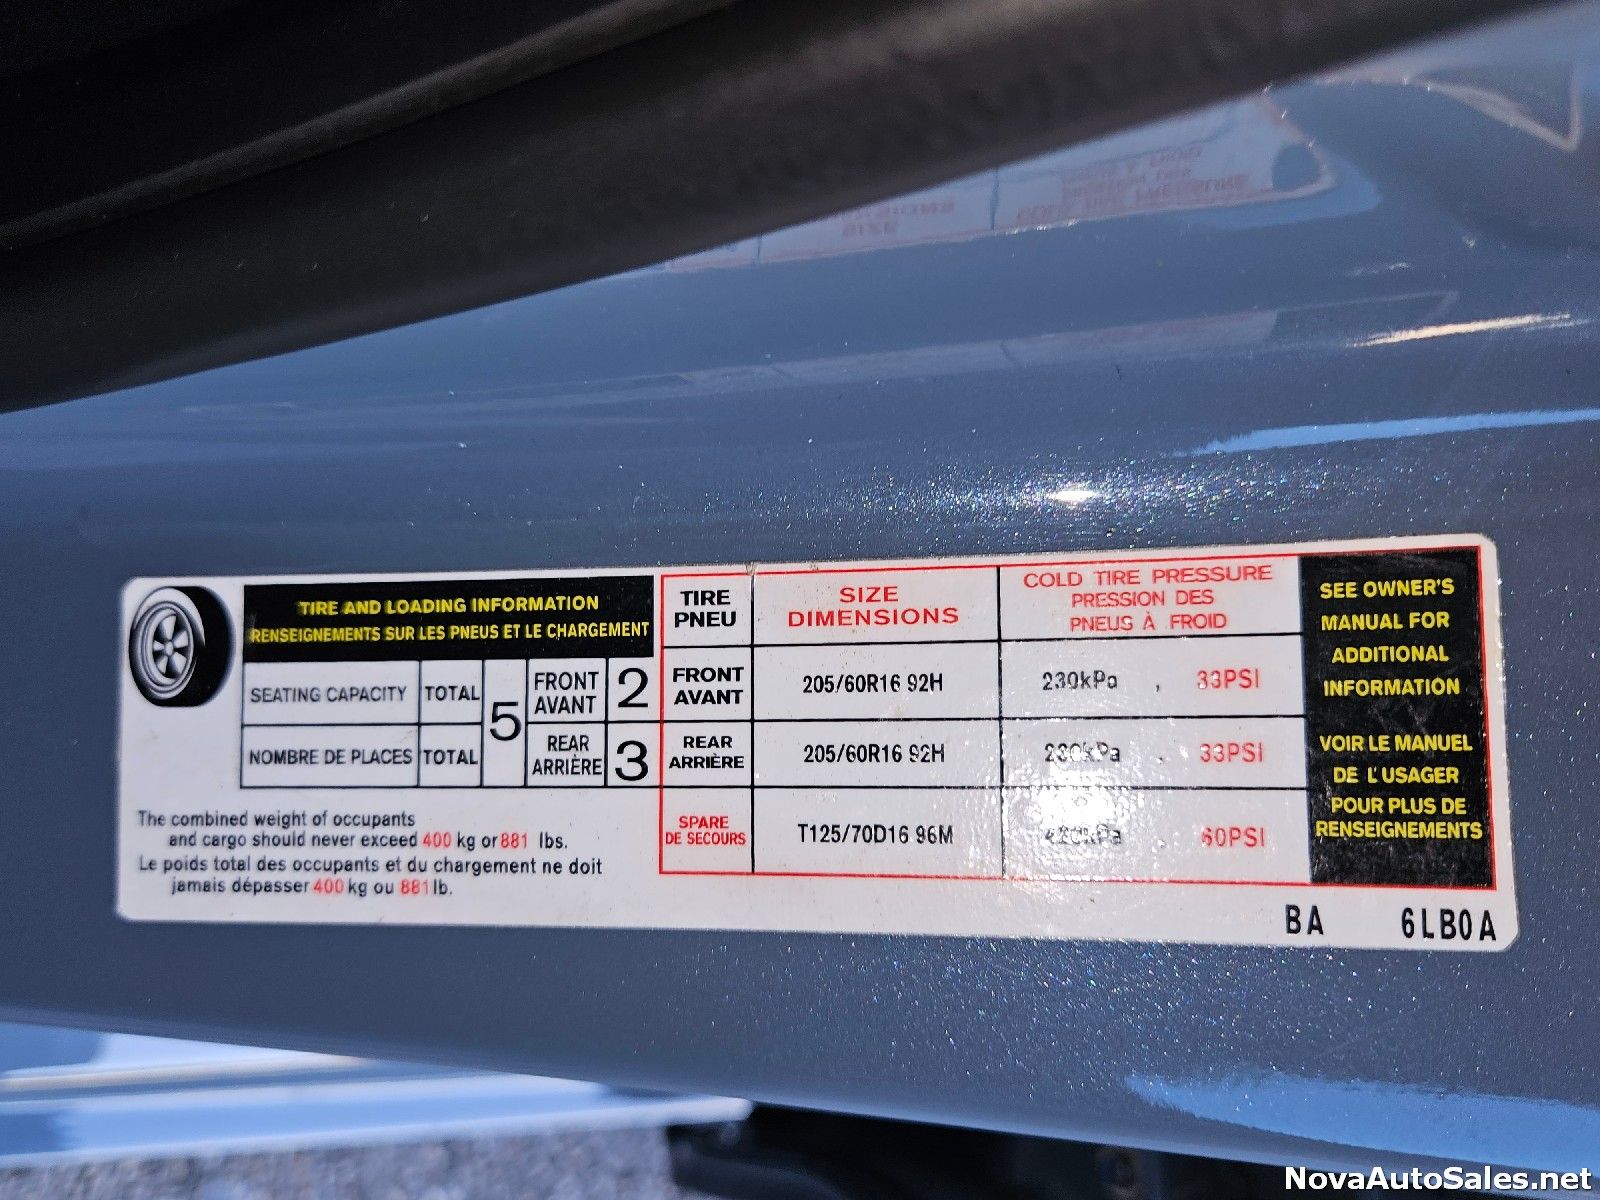 TIRE AND LOADING INFORMATION
RENSEIGNEMENTS SUR LES PNEUS ET LE CHARGEMENT
SEATING CAPACITY TOTAL 5 FRONT AVANT 2
NOMBRE DE PLACES TOTAL REAR ARRIÈRE 3
The combined weight of occupants
and cargo should never exceed 400 kg or 881 lbs.
Le poids total des occupants et du chargement ne doit
jamais dépasser 400 kg ou 881 lb.
TIRE PNEU
SIZE DIMENSIONS
COLD TIRE PRESSURE
PRESSION DES
PNEUS À FROID
FRONT AVANT 205/60R16 92H 230kPa , 33PSI
REAR ARRIÈRE 205/60R16 92H 230kPa , 33PSI
SPARE DE SECOURS T125/70D16 96M 420kPa , 60PSI
SEE OWNER'S
MANUAL FOR
ADDITIONAL
INFORMATION
VOIR LE MANUEL
DE L'USAGER
POUR PLUS DE
RENSEIGNEMENTS
BA 6LB0A
NovaAutoSales.net